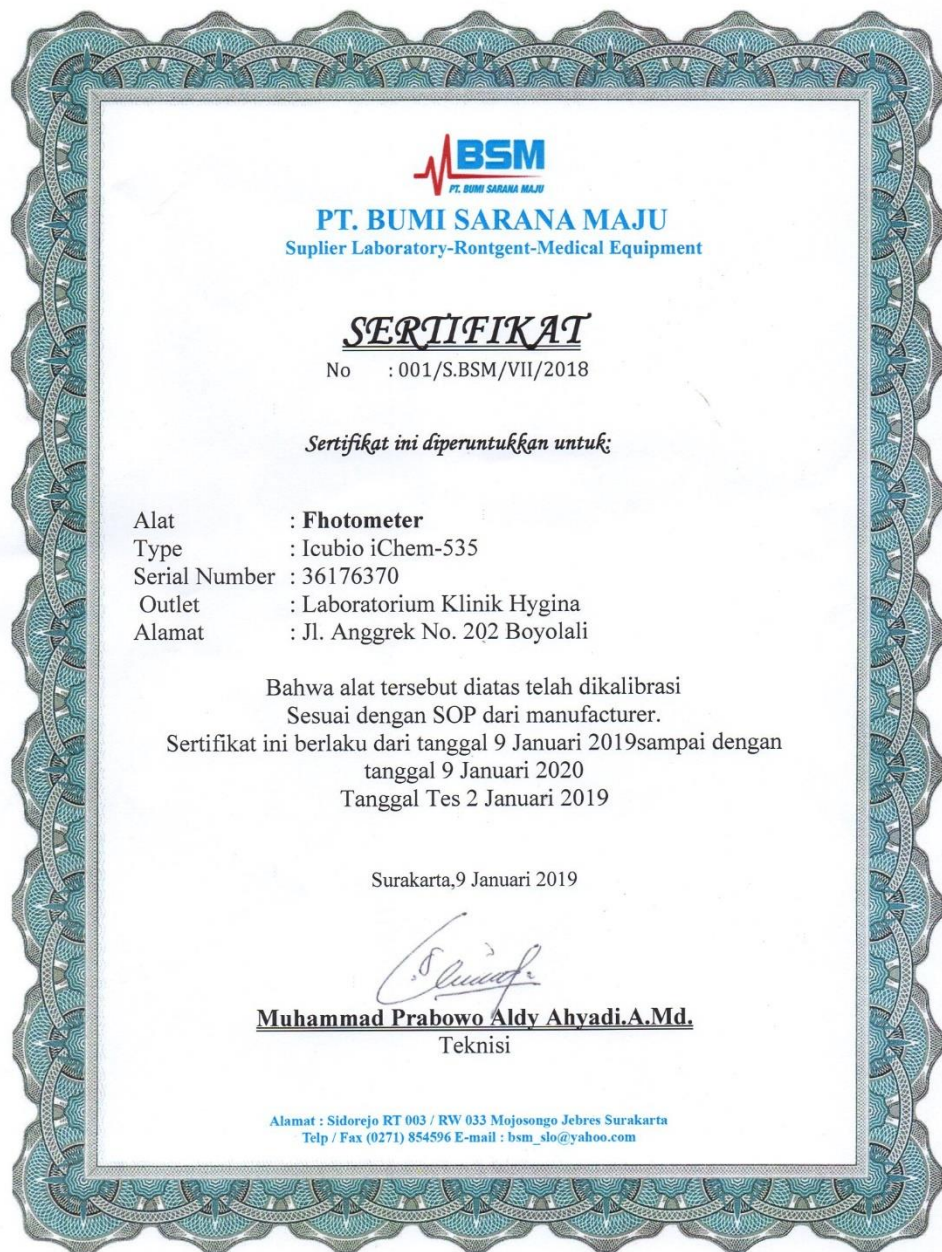 BSM
PT. BUMI SARANA MAJU
PT. BUMI SARANA MAJU
Suplier Laboratory-Rontgent-Medical Equipment
SERTIFIKAT
No : 001/S.BSM/VII/2018
Sertifikat ini diperuntukkan untuk:
Alat : Fhotometer
Type : Icubio iChem-535
Serial Number : 36176370
Outlet : Laboratorium Klinik Hygina
Alamat : Jl. Anggrek No. 202 Boyolali
Bahwa alat tersebut diatas telah dikalibrasi
Sesuai dengan SOP dari manufacturer.
Sertifikat ini berlaku dari tanggal 9 Januari 2019sampai dengan
tanggal 9 Januari 2020
Tanggal Tes 2 Januari 2019
Surakarta,9 Januari 2019
Muhammad Prabowo Aldy Ahyadi.A.Md.
Teknisi
Alamat : Sidorejo RT 003 / RW 033 Mojosongo Jebres Surakarta
Telp / Fax (0271) 854596 E-mail : bsm_slo@yahoo.com